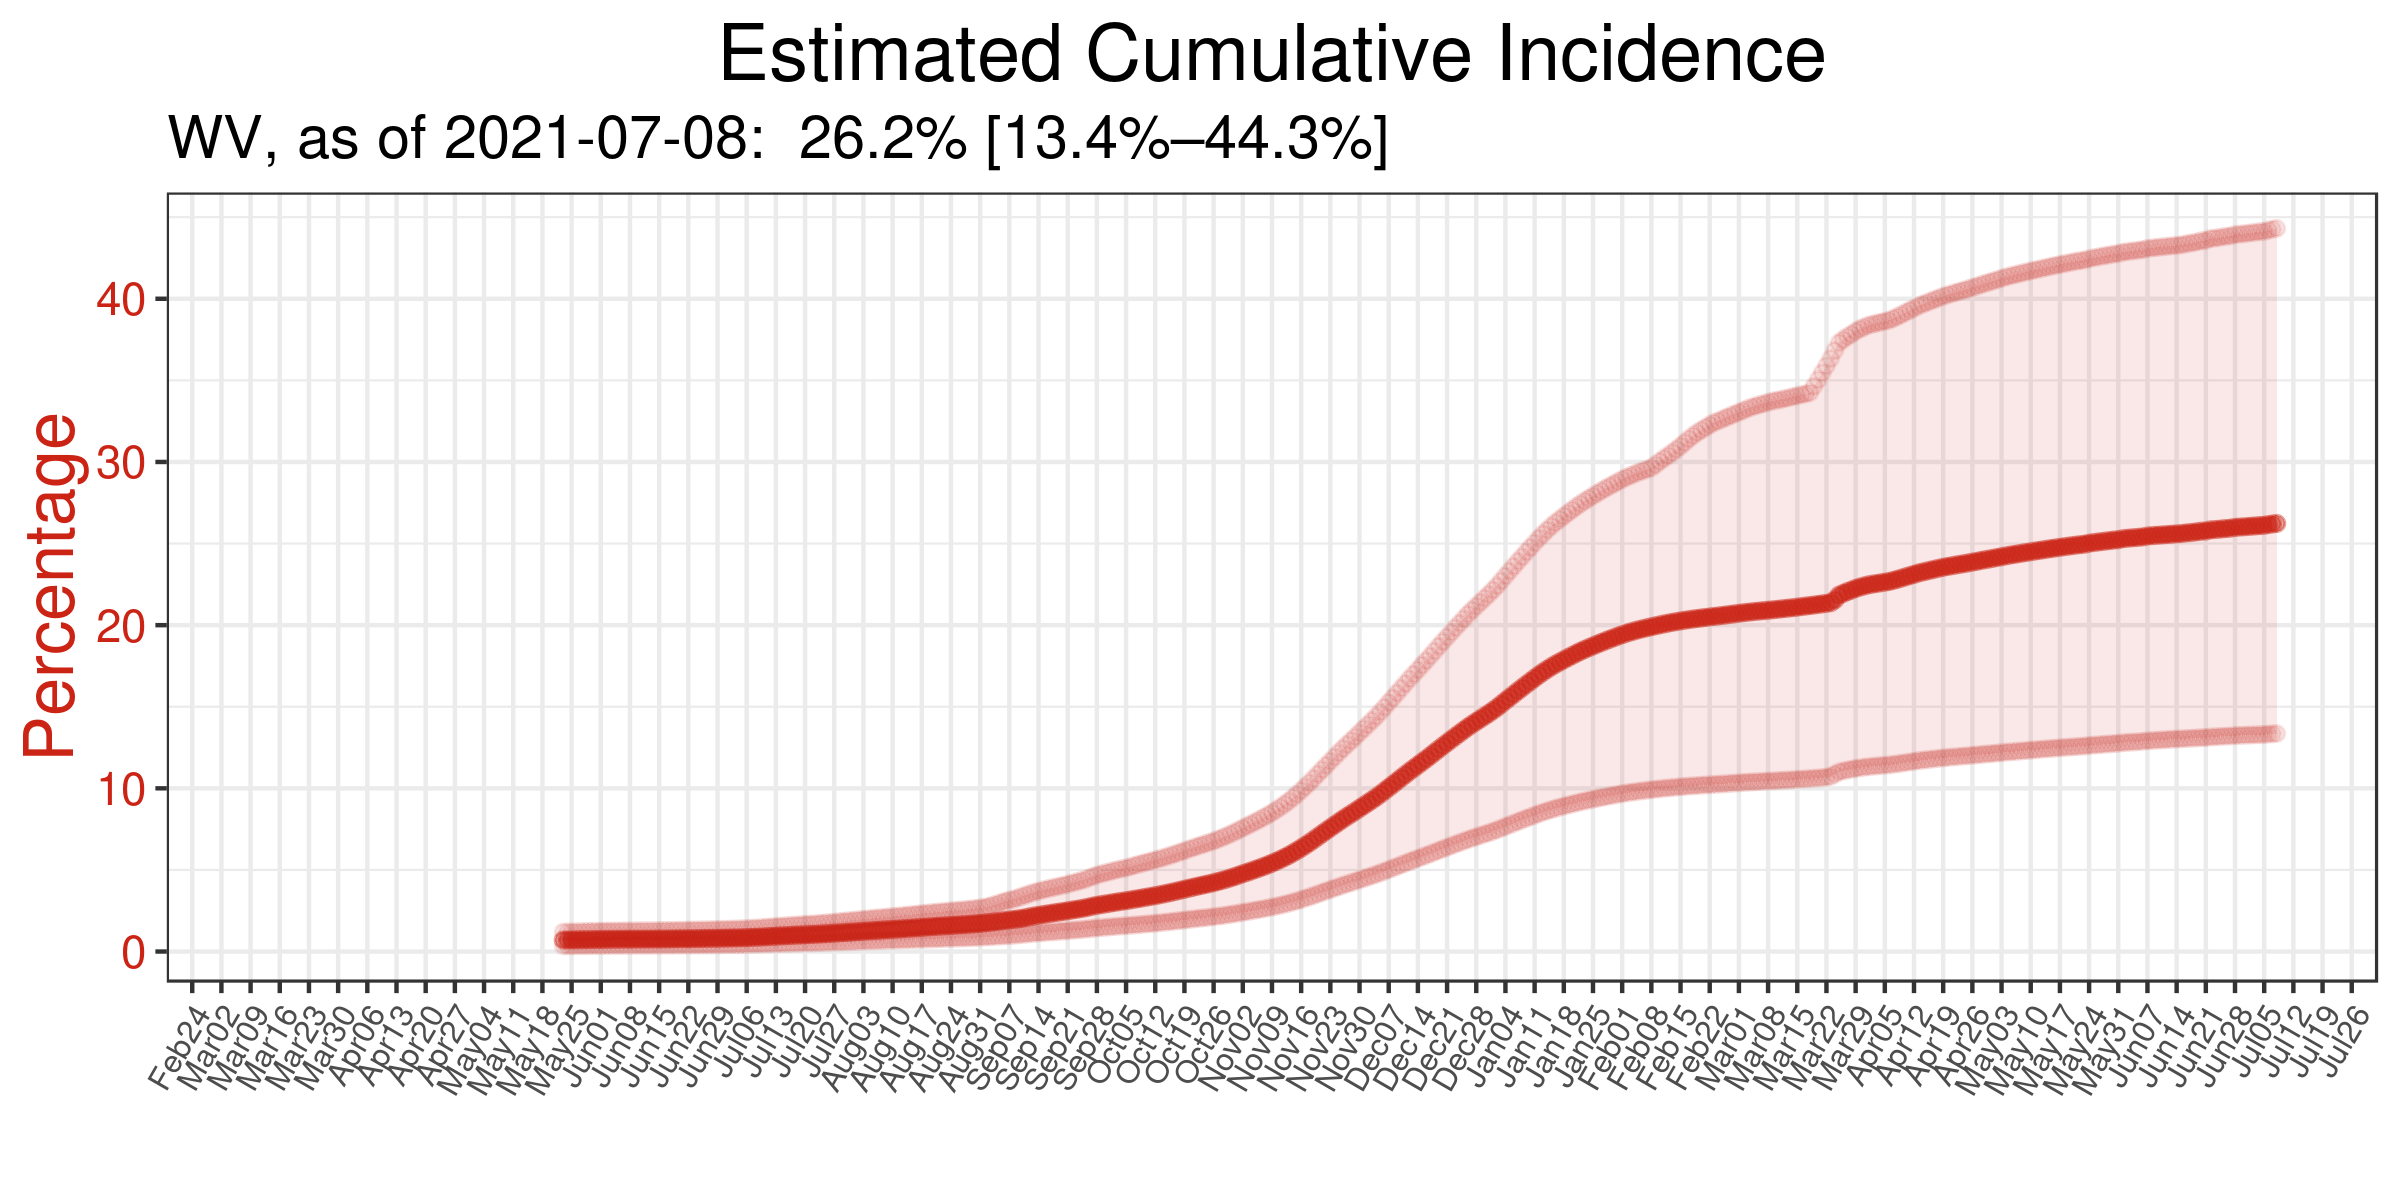 Estimated Cumulative Incidence
WV, as of 2021-07-08:  26.2% [13.4%–44.3%]
Percentage
40
30
20
10
0
Feb24
Mar02
Mar09
Mar16
Mar23
Mar30
Apr06
Apr13
Apr20
Apr27
May04
May11
May18
May25
Jun01
Jun08
Jun15
Jun22
Jun29
Jul06
Jul13
Jul20
Jul27
Aug03
Aug10
Aug17
Aug24
Aug31
Sep07
Sep14
Sep21
Sep28
Oct05
Oct12
Oct19
Oct26
Nov02
Nov09
Nov16
Nov23
Nov30
Dec07
Dec14
Dec21
Dec28
Jan04
Jan11
Jan18
Jan25
Feb01
Feb08
Feb15
Feb22
Mar01
Mar08
Mar15
Mar22
Mar29
Apr05
Apr12
Apr19
Apr26
May03
May10
May17
May24
May31
Jun07
Jun14
Jun21
Jun28
Jul05
Jul12
Jul19
Jul26